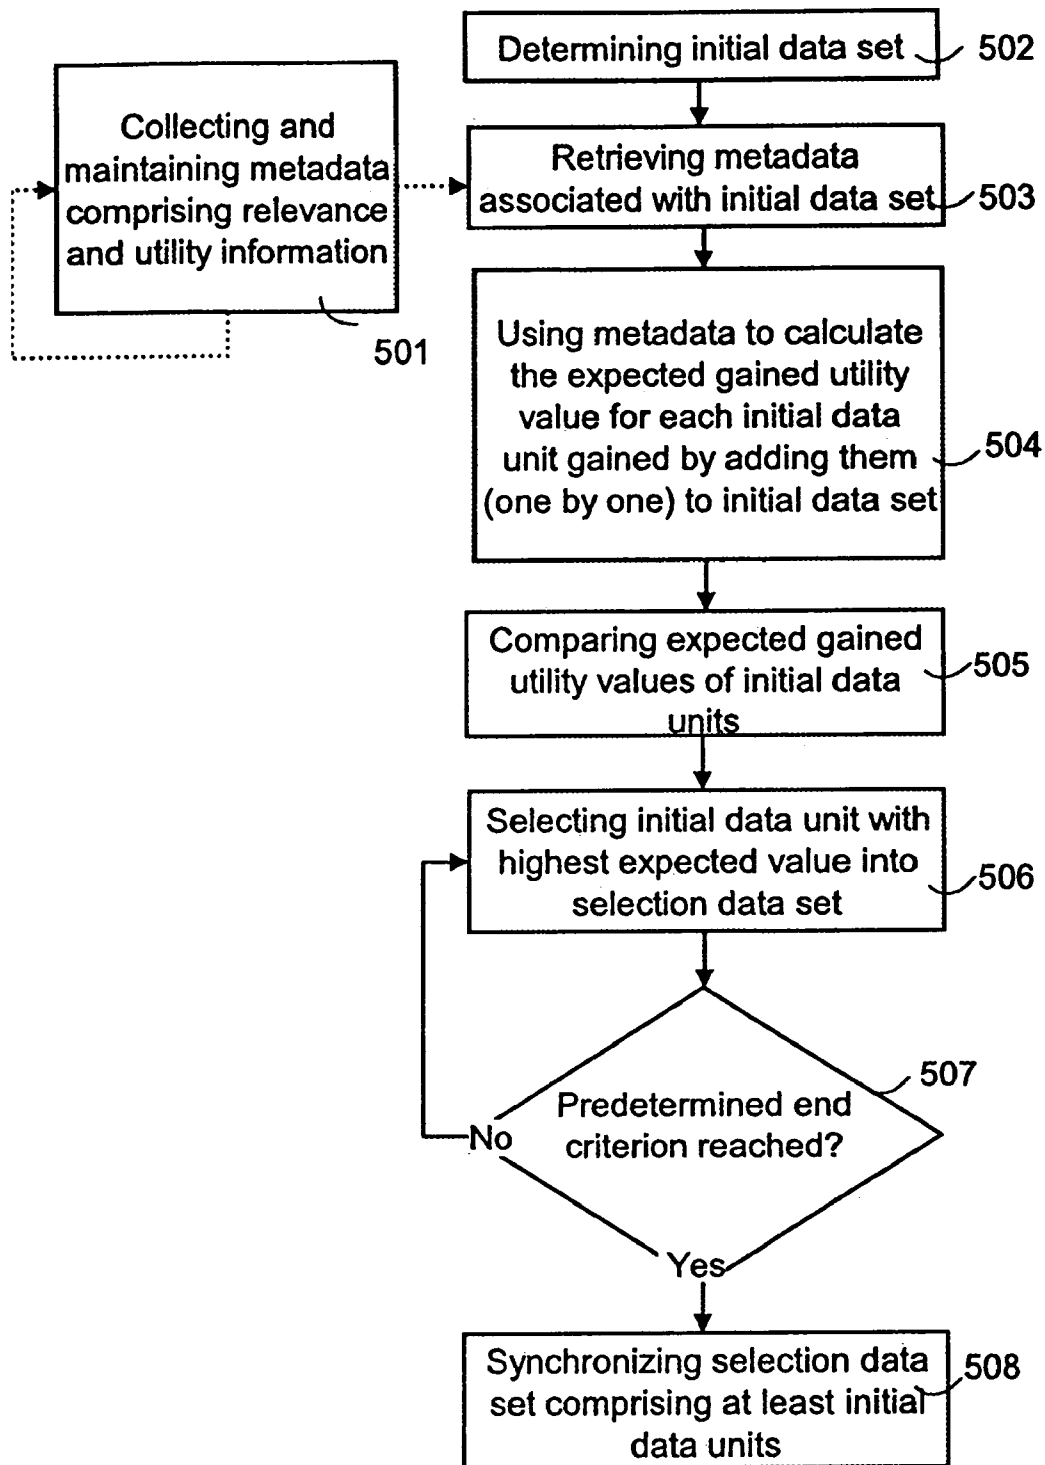 Determining initial data set
502
Collecting and
maintaining metadata
comprising relevance
and utility information
501
Retrieving metadata
associated with initial data set
503
Using metadata to calculate
the expected gained utility
value for each initial data
unit gained by adding them
(one by one) to initial data set
504
Comparing expected gained
utility values of initial data
units
505
Selecting initial data unit with
highest expected value into
selection data set
506
Predetermined end
criterion reached?
507
No
Yes
Synchronizing selection data
set comprising at least initial
data units
508